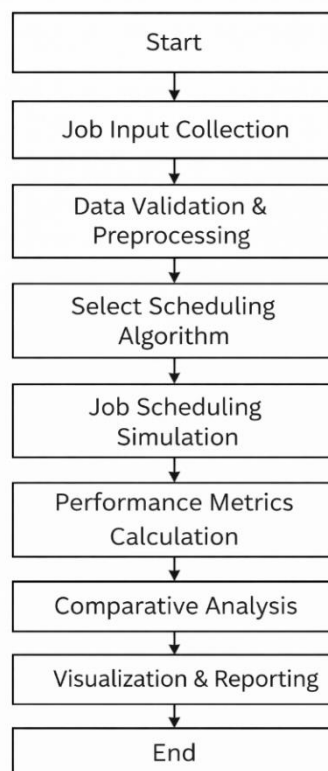 Start
Job Input Collection
Data Validation &
Preprocessing
Select Scheduling
Algorithm
Job Scheduling
Simulation
Performance Metrics
Calculation
Comparative Analysis
Visualization & Reporting
End